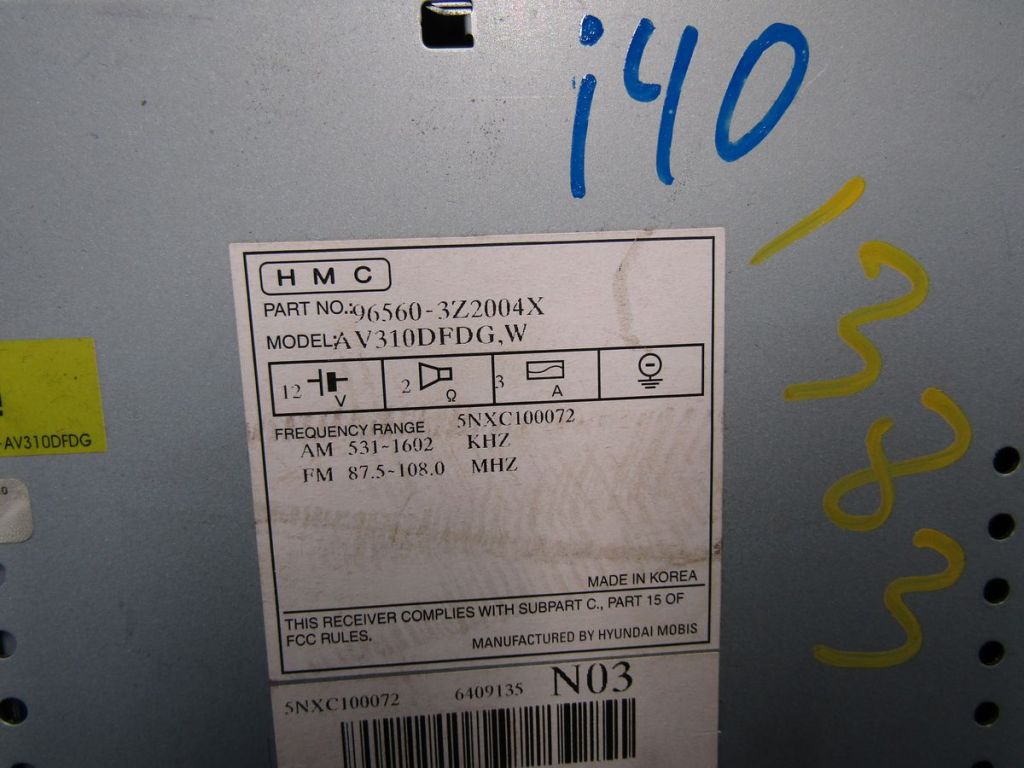 i40
1383
HMC
PART NO.:96560-3Z2004X
MODEL:AV310DFDG,W
12 V 2 Ω 3 A
5NXC100072
FREQUENCY RANGE
AM 531~1602 KHZ
FM 87.5~108.0 MHZ
-AV310DFDG
MADE IN KOREA
THIS RECEIVER COMPLIES WITH SUBPART C., PART 15 OF
FCC RULES.
MANUFACTURED BY HYUNDAI MOBIS
5NXC100072 6409135 N03